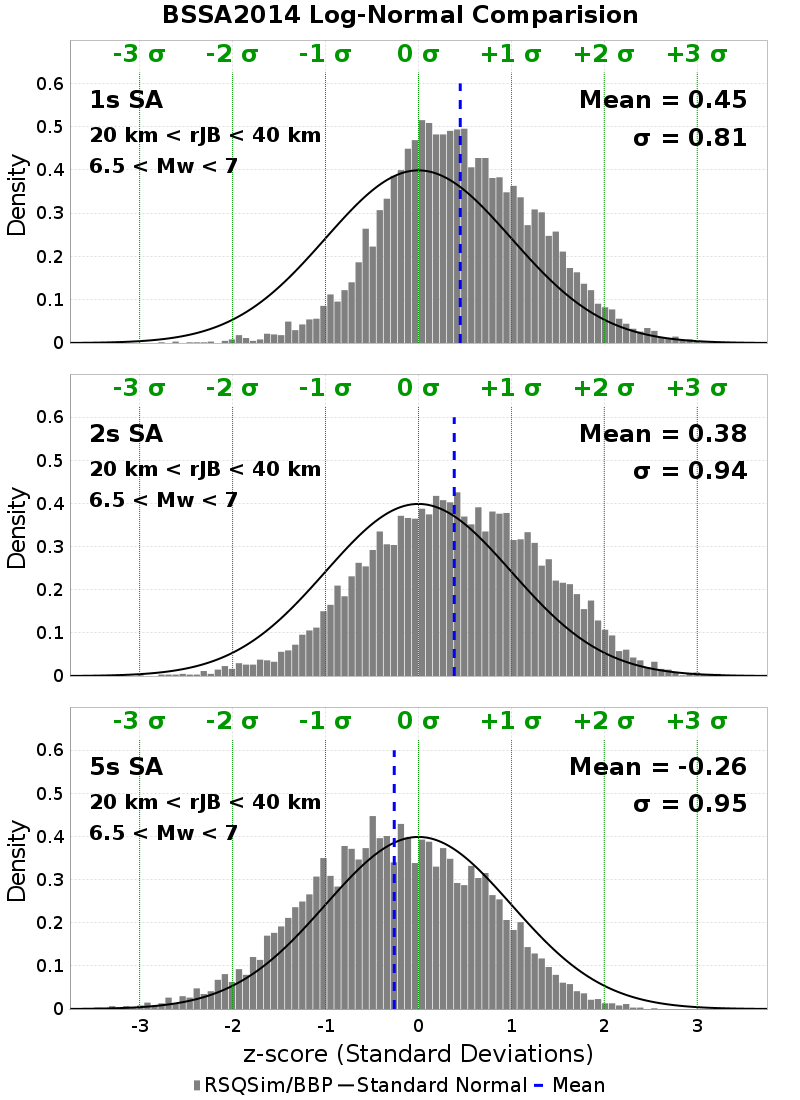 BSSA2014 Log-Normal Comparision
-3 σ -2 σ -1 σ 0 σ +1 σ +2 σ +3 σ
0.6
1s SA Mean = 0.45
0.5
20 km < rJB < 40 km σ = 0.81
6.5 < Mw < 7
0.4
0.3
0.2
0.1
0
Density
-3 σ -2 σ -1 σ 0 σ +1 σ +2 σ +3 σ
0.6
2s SA Mean = 0.38
0.5
20 km < rJB < 40 km σ = 0.94
6.5 < Mw < 7
0.4
0.3
0.2
0.1
0
Density
-3 σ -2 σ -1 σ 0 σ +1 σ +2 σ +3 σ
0.6
5s SA Mean = -0.26
0.5
20 km < rJB < 40 km σ = 0.95
6.5 < Mw < 7
0.4
0.3
0.2
0.1
0
Density
-3 -2 -1 0 1 2 3
z-score (Standard Deviations)
RSQSim/BBP Standard Normal Mean